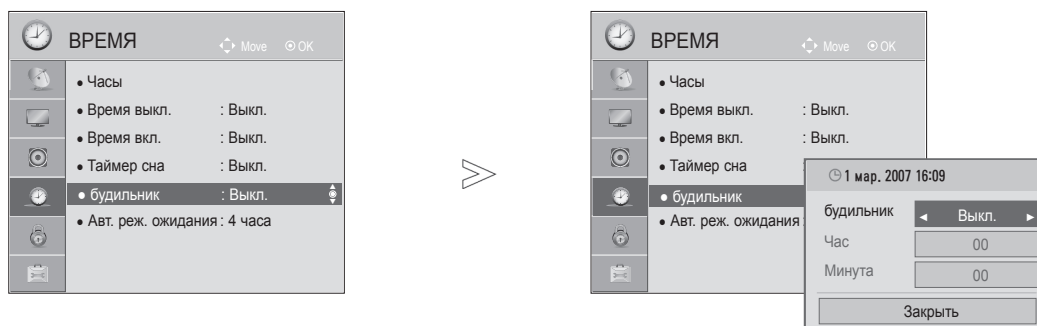 ВРЕМЯ Move OK
• Часы
• Время выкл. : Выкл.
• Время вкл. : Выкл.
• Таймер сна : Выкл.
• будильник : Выкл.
• Авт. реж. ожидания : 4 часа
ВРЕМЯ Move OK
• Часы
• Время выкл. : Выкл.
• Время вкл. : Выкл.
• Таймер сна
• будильник
• Авт. реж. ожидания :
1 мар. 2007 16:09
будильник ◄ Выкл. ►
Час 00
Минута 00
Закрыть